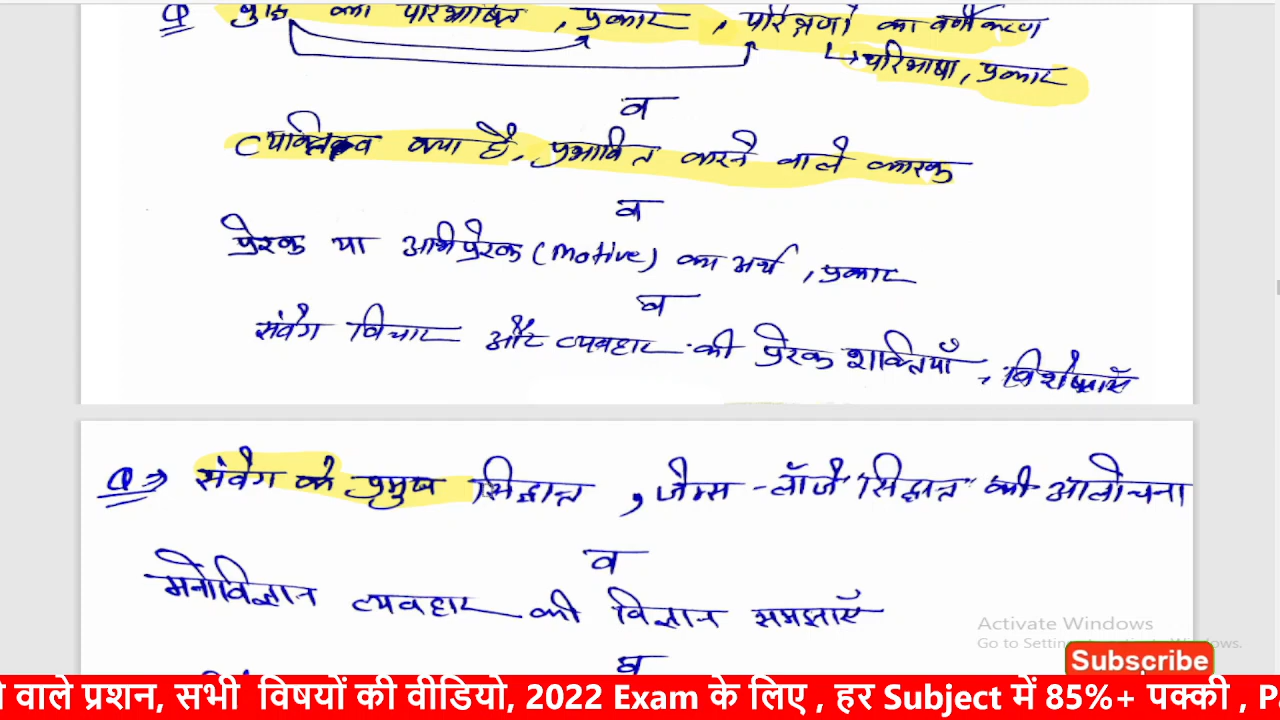 Q बुद्धि को परिभाषित, प्रकार, परिक्षणों का वर्गीकरण
↳ परिभाषा, प्रकार
व
व्यक्तित्व क्या है, प्रभावित करने वाले कारक
व
प्रेरक या अभिप्रेरक (motive) का अर्थ, प्रकार
व
संवेग विचार और व्यवहार की प्रेरक शक्तियाँ, विशेषताएँ
Q⇒ संवेग के प्रमुख सिद्धान्त, जेम्स-लॉजे सिद्धान्त की आलोचना
व
मनोविज्ञान व्यवहार की विज्ञान समझाएँ
व
Activate Windows
Go to Settings to activate Windows.
Subscribe
वाले प्रशन, सभी विषयों की वीडियो, 2022 Exam के लिए , हर Subject में 85%+ पक्की , P